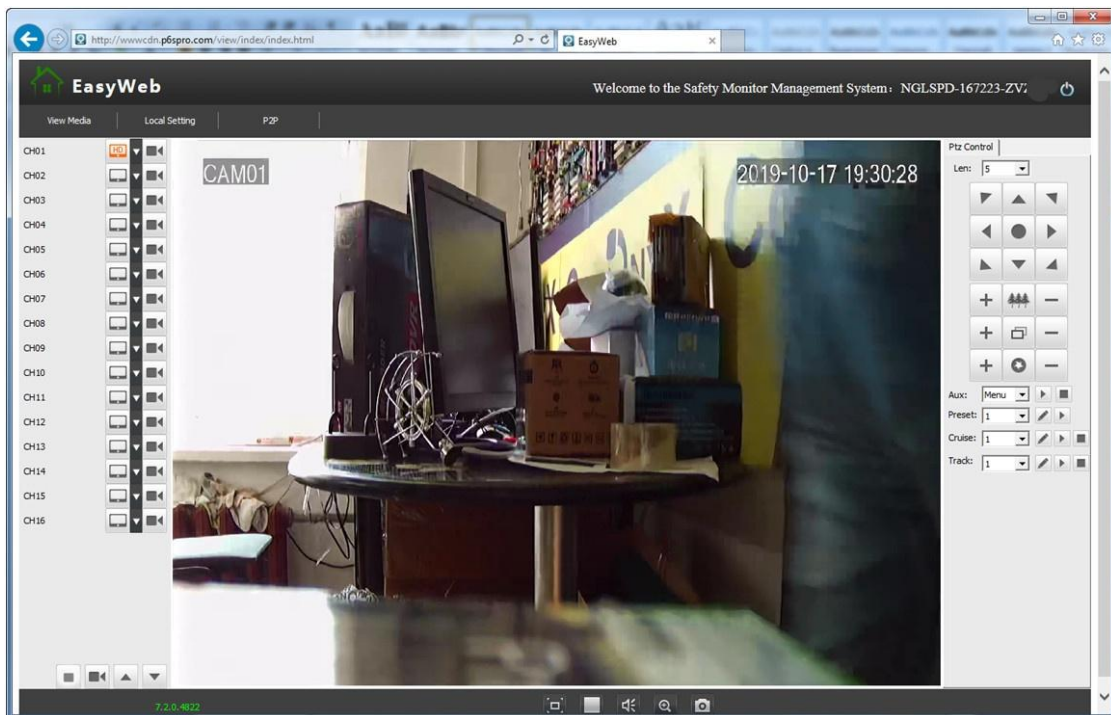 http://wwwcdn.p6spro.com/view/index/index.html
EasyWeb
EasyWeb
Welcome to the Safety Monitor Management System: NGLSPD-167223-ZV
View Media
Local Setting
P2P
CH01
HD
CH02
CH03
CH04
CH05
CH06
CH07
CH08
CH09
CH10
CH11
CH12
CH13
CH14
CH15
CH16
CAM01
2019-10-17 19:30:28
Ptz Control
Len: 5
Aux: Menu
Preset: 1
Cruise: 1
Track: 1
7.2.0.4822